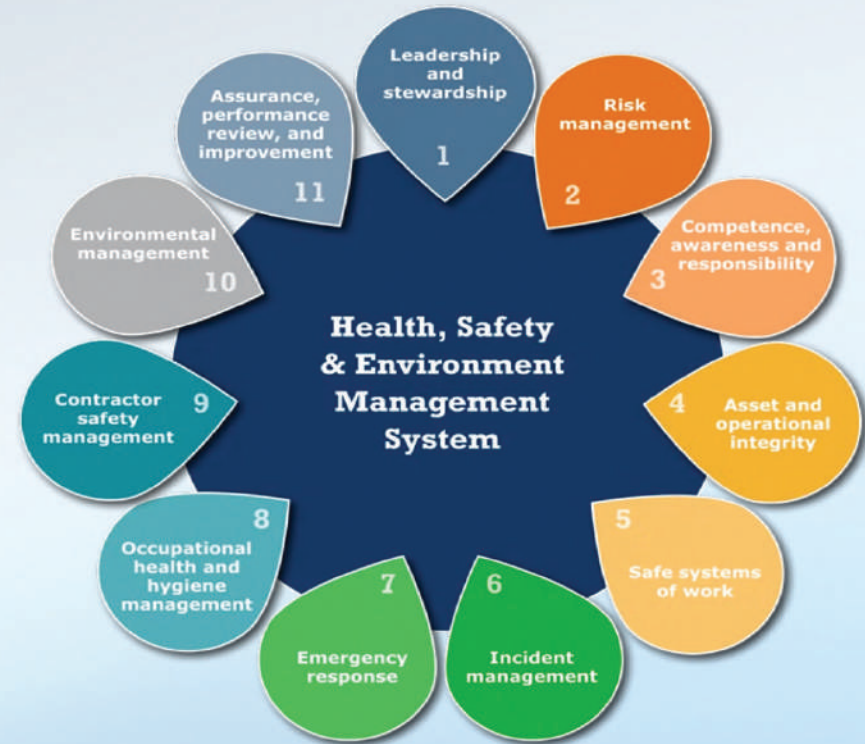 Leadership
and
stewardship
1
Risk
management
2
Competence,
awareness and
responsibility
3
Asset and
operational
integrity
4
Safe systems
of work
5
Incident
management
6
Emergency
response
7
Occupational
health and
hygiene
management
8
Contractor
safety
management
9
Environmental
management
10
Assurance,
performance
review, and
improvement
11
Health, Safety
& Environment
Management
System